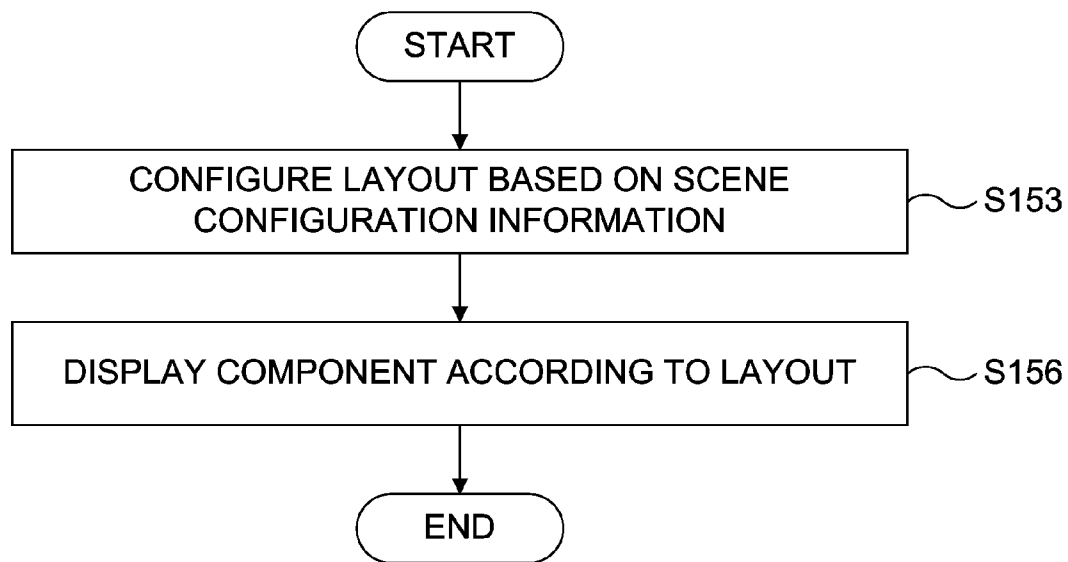 START
CONFIGURE LAYOUT BASED ON SCENE
CONFIGURATION INFORMATION
S153
DISPLAY COMPONENT ACCORDING TO LAYOUT
S156
END